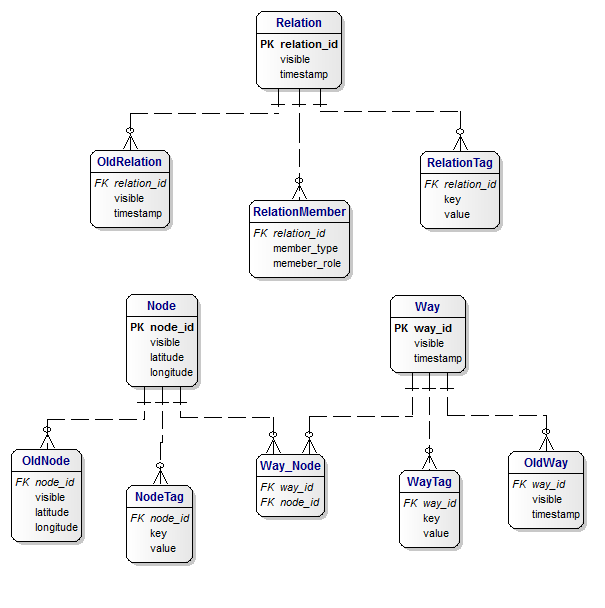 Relation
PK relation_id
visible
timestamp
OldRelation
FK relation_id
visible
timestamp
RelationMember
FK relation_id
member_type
memeber_role
RelationTag
FK relation_id
key
value
Node
PK node_id
visible
latitude
longitude
Way
PK way_id
visible
timestamp
OldNode
FK node_id
visible
latitude
longitude
NodeTag
FK node_id
key
value
Way_Node
FK way_id
FK node_id
WayTag
FK way_id
key
value
OldWay
FK way_id
visible
timestamp